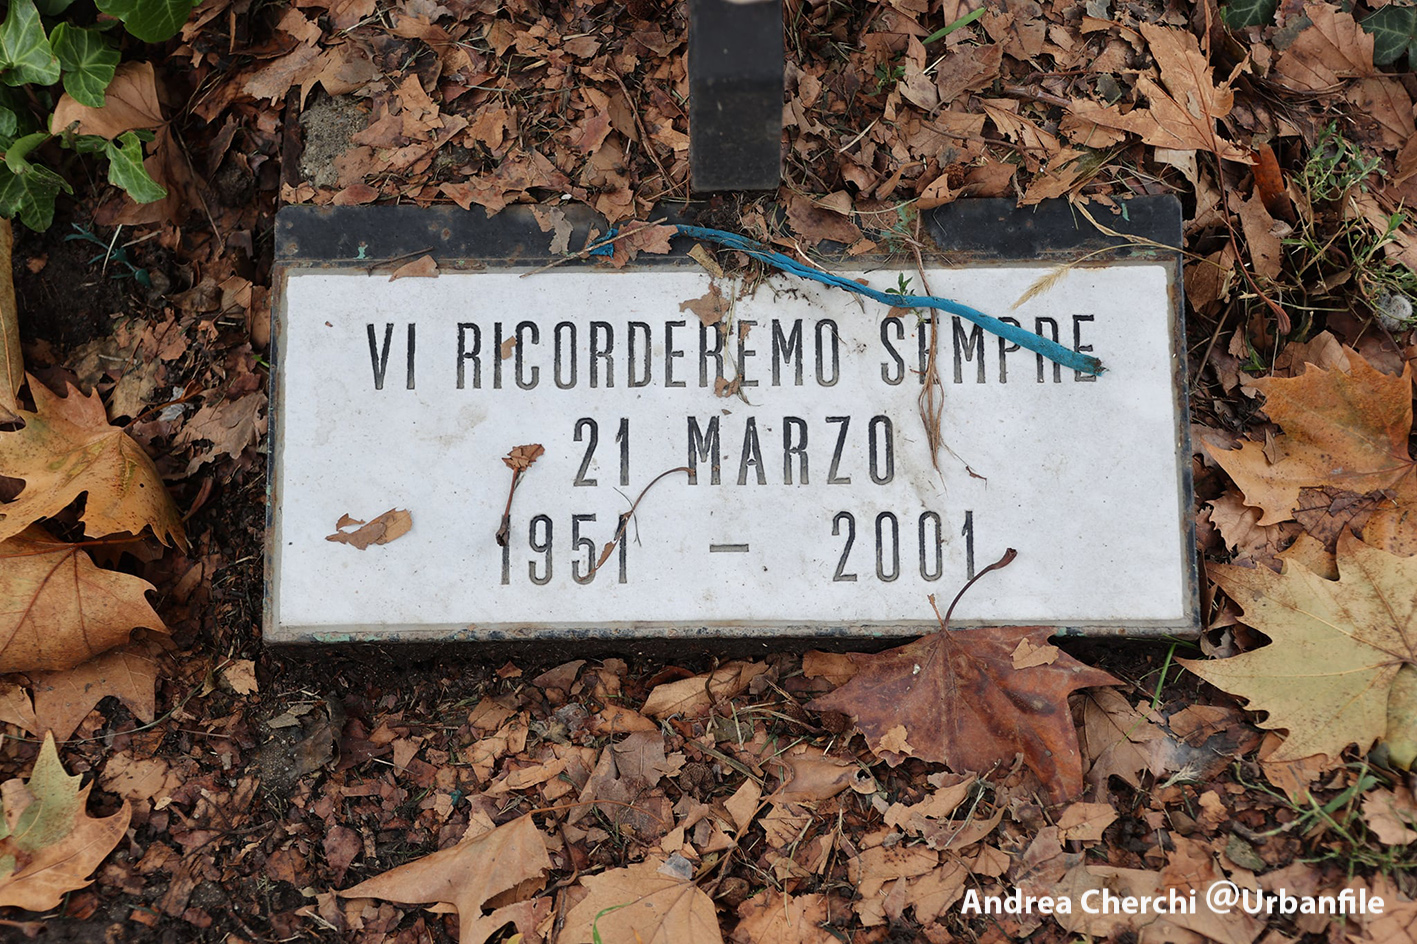 VI RICORDEREMO SEMPRE
21 MARZO
1951 – 2001
Andrea Cherchi @Urbanfile